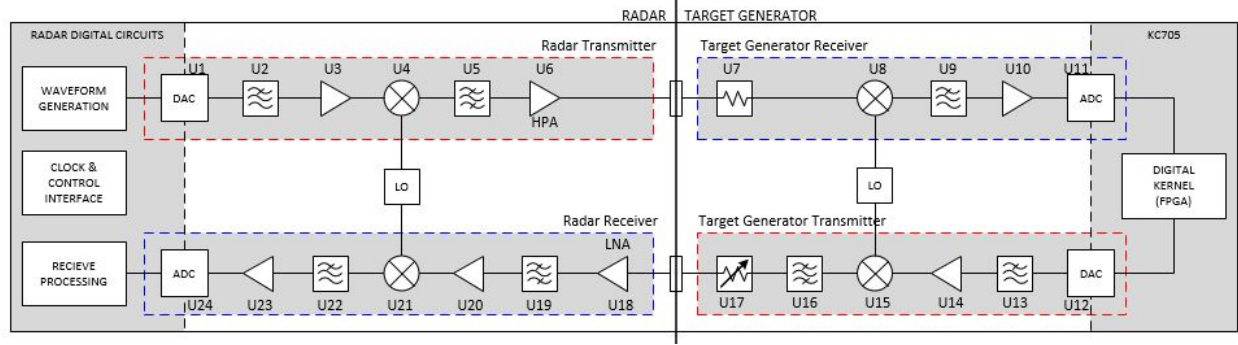 RADAR
TARGET GENERATOR
RADAR DIGITAL CIRCUITS
KC705
Radar Transmitter
Target Generator Receiver
U1
U2
U3
U4
U5
U6
U7
U8
U9
U10
U11
WAVEFORM
GENERATION
DAC
ADC
HPA
CLOCK &
CONTROL
INTERFACE
LO
LO
DIGITAL
KERNEL
(FPGA)
Radar Receiver
Target Generator Transmitter
LNA
RECIEVE
PROCESSING
ADC
DAC
U24
U23
U22
U21
U20
U19
U18
U17
U16
U15
U14
U13
U12